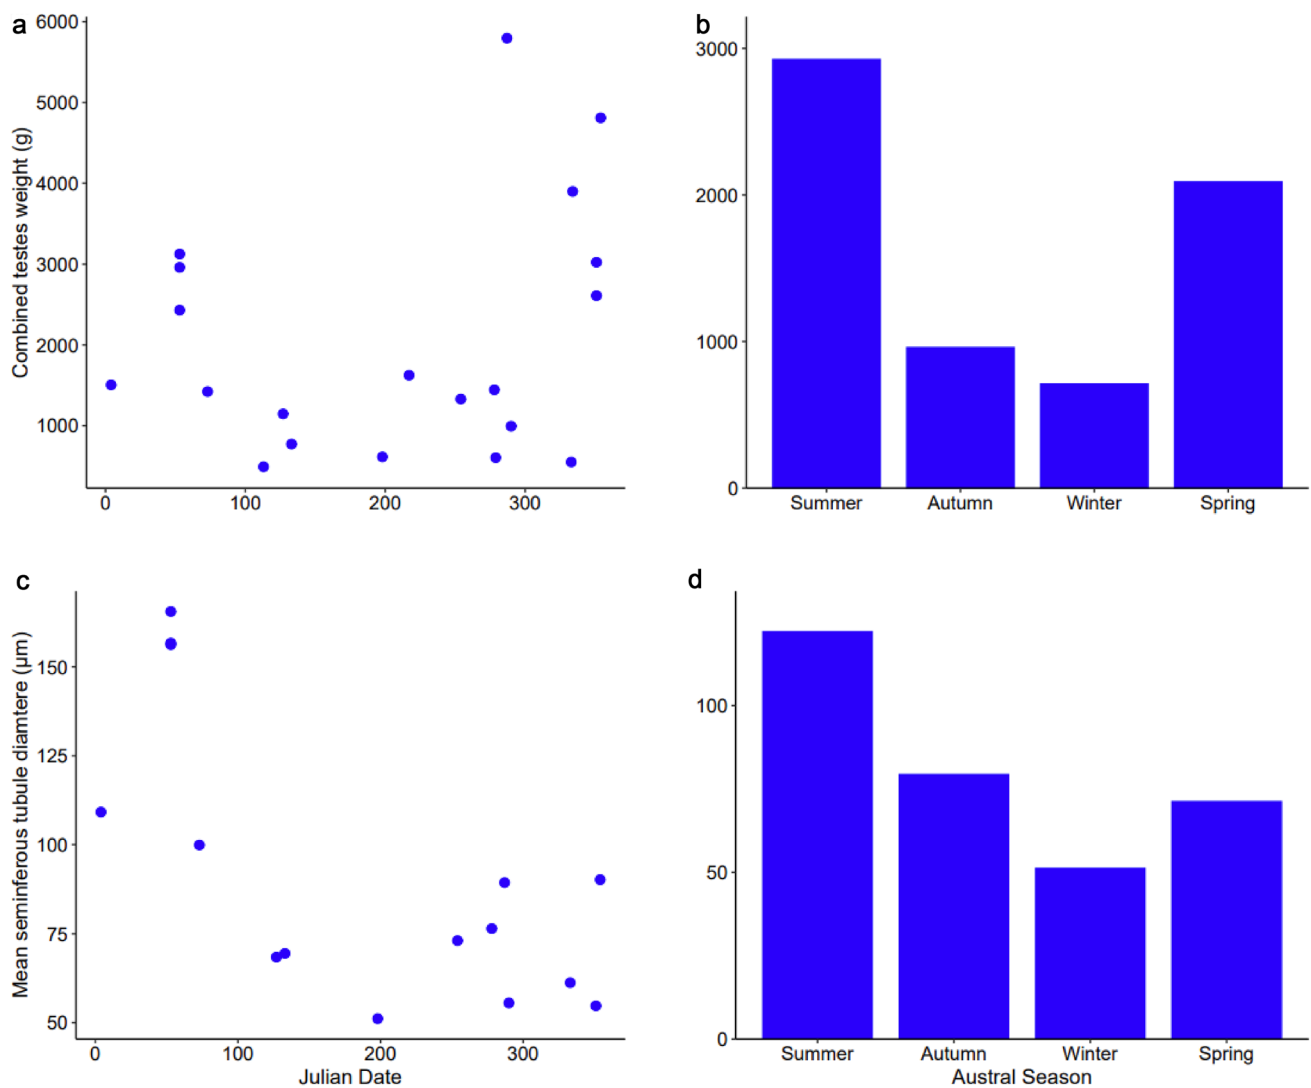 a
6000
5000
4000
3000
2000
1000
Combined testes weight (g)
0 100 200 300
b
3000
2000
1000
0
Summer Autumn Winter Spring
c
150
125
100
75
50
Mean seminferous tubule diamtere (µm)
0 100 200 300
Julian Date
d
100
50
0
Summer Autumn Winter Spring
Austral Season